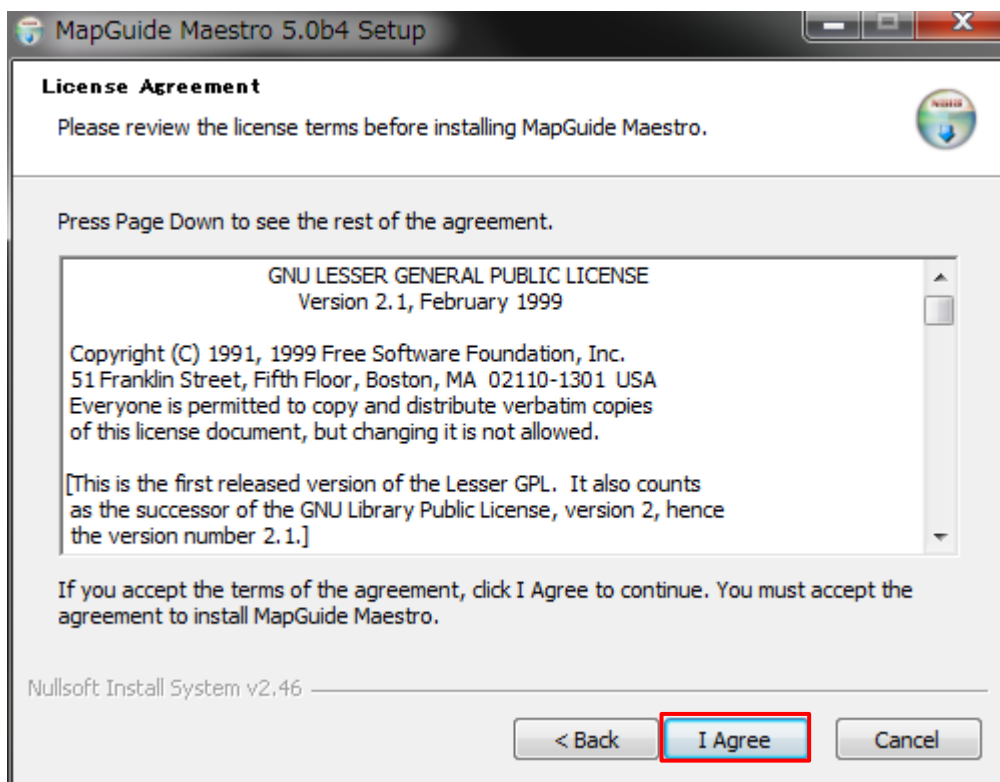 MapGuide Maestro 5.0b4 Setup
License Agreement
Please review the license terms before installing MapGuide Maestro.
Press Page Down to see the rest of the agreement.
GNU LESSER GENERAL PUBLIC LICENSE
Version 2.1, February 1999
Copyright (C) 1991, 1999 Free Software Foundation, Inc.
51 Franklin Street, Fifth Floor, Boston, MA  02110-1301  USA
Everyone is permitted to copy and distribute verbatim copies
of this license document, but changing it is not allowed.
[This is the first released version of the Lesser GPL.  It also counts
as the successor of the GNU Library Public License, version 2, hence
the version number 2.1.]
If you accept the terms of the agreement, click I Agree to continue. You must accept the
agreement to install MapGuide Maestro.
Nullsoft Install System v2.46
< Back
I Agree
Cancel